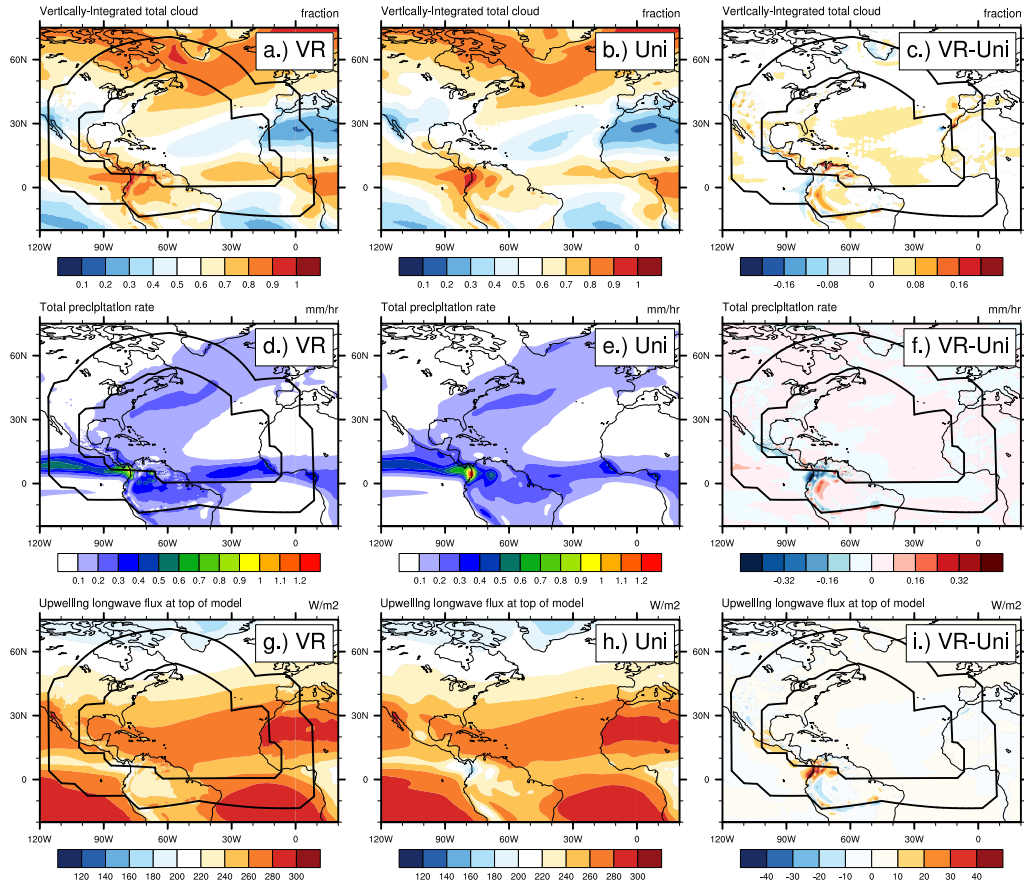 Vertically-integrated total cloud fraction
a.) VR
60N
30N
0
120W 90W 60W 30W 0
0.1 0.2 0.3 0.4 0.5 0.6 0.7 0.8 0.9 1
Vertically-integrated total cloud fraction
b.) Uni
120W 90W 60W 30W 0
0.1 0.2 0.3 0.4 0.5 0.6 0.7 0.8 0.9 1
Vertically-integrated total cloud fraction
c.) VR-Uni
60N
30N
0
120W 90W 60W 30W 0
-0.16 -0.08 0 0.08 0.16
Total precipitation rate mm/hr
d.) VR
60N
30N
0
120W 90W 60W 30W 0
0.1 0.2 0.3 0.4 0.5 0.6 0.7 0.8 0.9 1 1.1 1.2
Total precipitation rate mm/hr
e.) Uni
120W 90W 60W 30W 0
0.1 0.2 0.3 0.4 0.5 0.6 0.7 0.8 0.9 1 1.1 1.2
Total precipitation rate mm/hr
f.) VR-Uni
60N
30N
0
120W 90W 60W 30W 0
-0.32 -0.16 0 0.16 0.32
Upwelling longwave flux at top of model W/m2
g.) VR
60N
30N
0
120W 90W 60W 30W 0
120 140 160 180 200 220 240 260 280 300
Upwelling longwave flux at top of model W/m2
h.) Uni
120W 90W 60W 30W 0
120 140 160 180 200 220 240 260 280 300
Upwelling longwave flux at top of model W/m2
i.) VR-Uni
60N
30N
0
120W 90W 60W 30W 0
-40 -30 -20 -10 0 10 20 30 40